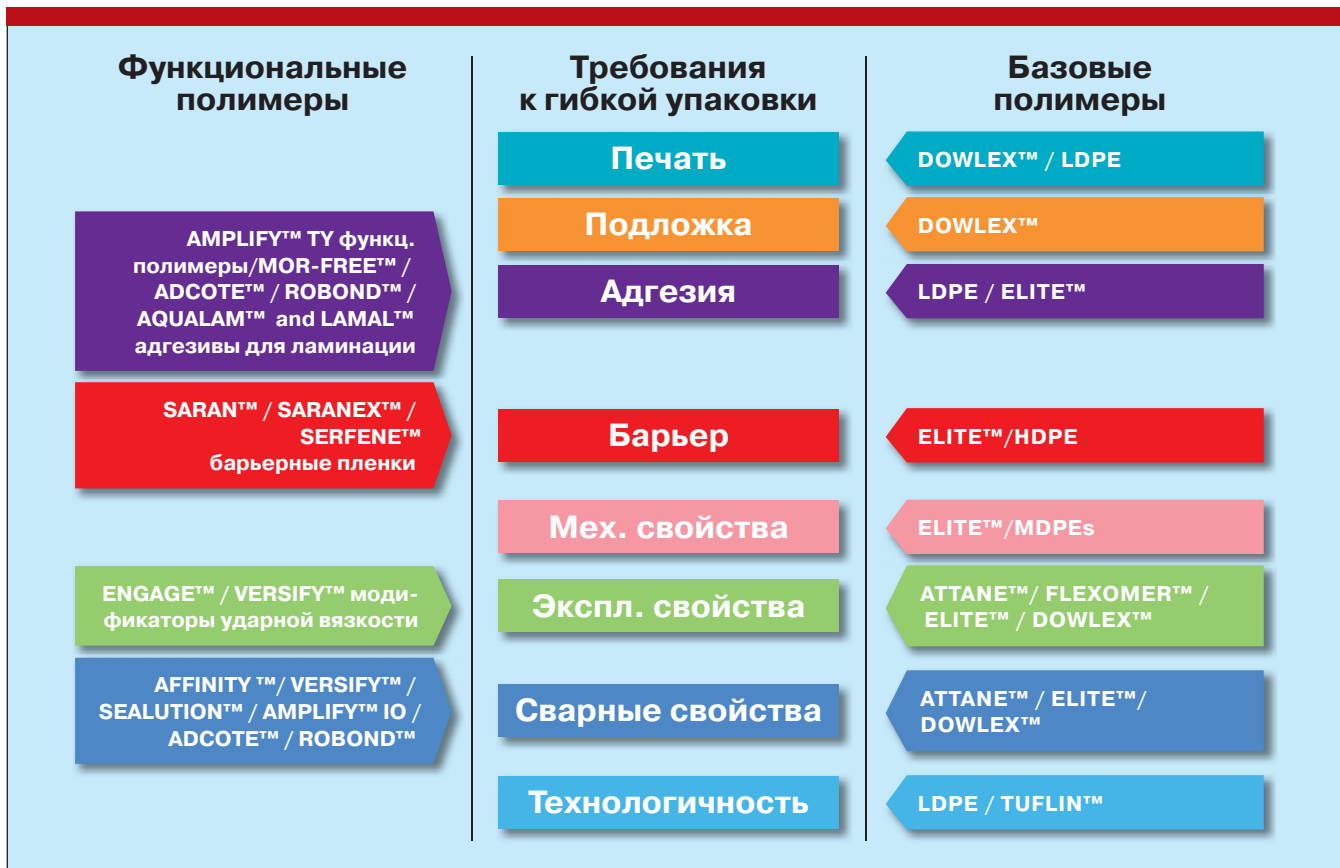 Функциональные
полимеры
AMPLIFY™ TY функц.
полимеры/MOR-FREE™ /
ADCOTE™ / ROBOND™ /
AQUALAM™ and LAMAL™
адгезивы для ламинации
SARAN™ / SARANEX™ /
SERFENE™
барьерные пленки
ENGAGE™ / VERSIFY™ моди-
фикаторы ударной вязкости
AFFINITY ™/ VERSIFY™ /
SEALUTION™ / AMPLIFY™ IO /
ADCOTE™ / ROBOND™
Требования
к гибкой упаковки
Печать
Подложка
Адгезия
Барьер
Мех. свойства
Экспл. свойства
Сварные свойства
Технологичность
Базовые
полимеры
DOWLEX™ / LDPE
DOWLEX™
LDPE / ELITE™
ELITE™/HDPE
ELITE™/MDPEs
ATTANE™/ FLEXOMER™ /
ELITE™ / DOWLEX™
ATTANE™ / ELITE™/
DOWLEX™
LDPE / TUFLIN™